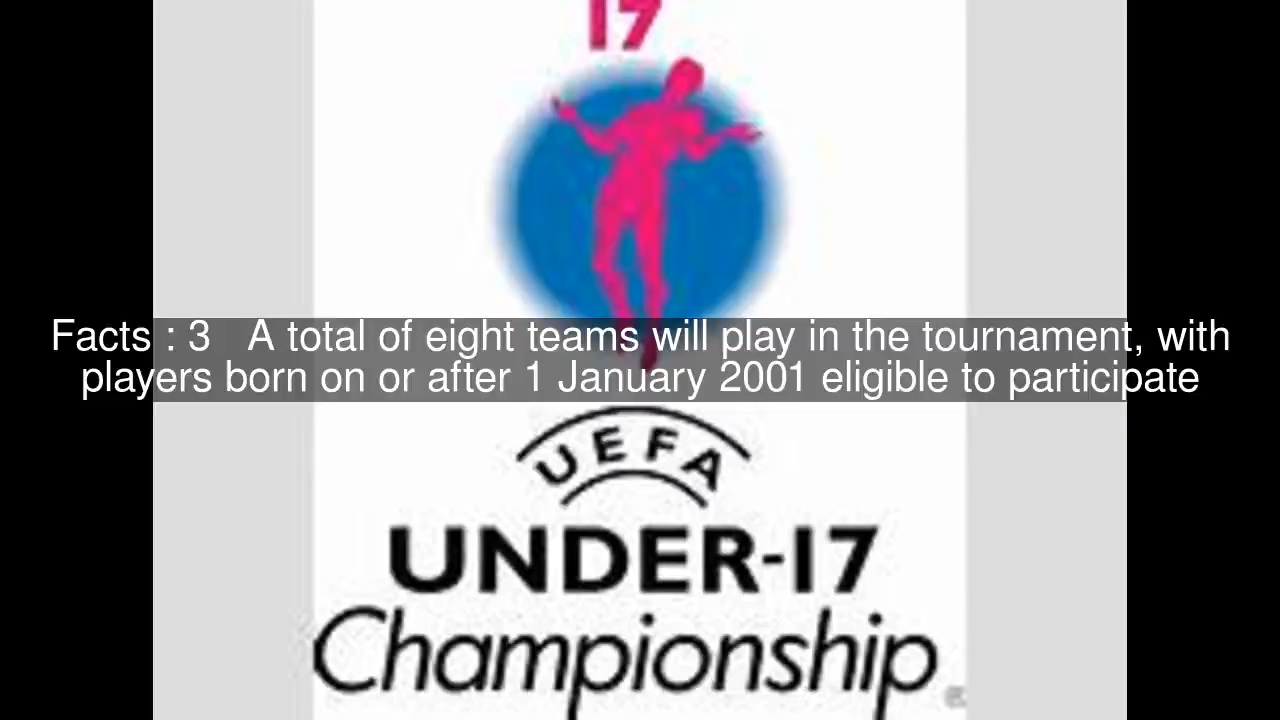 17
Facts : 3 A total of eight teams will play in the tournament, with
players born on or after 1 January 2001 eligible to participate
UEFA
UNDER-17
Championship